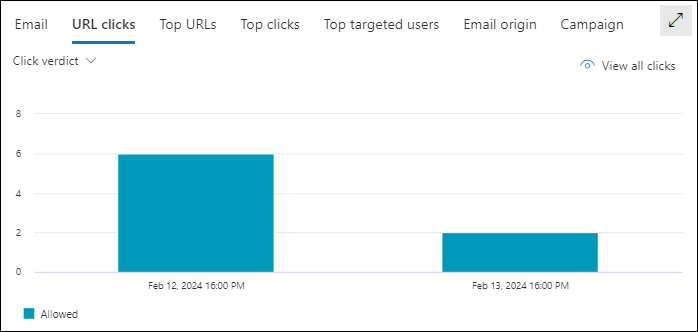 Email URL clicks Top URLs Top clicks Top targeted users Email origin Campaign
Click verdict
View all clicks
8
6
4
2
0
Feb 12, 2024 16:00 PM Feb 13, 2024 16:00 PM
Allowed